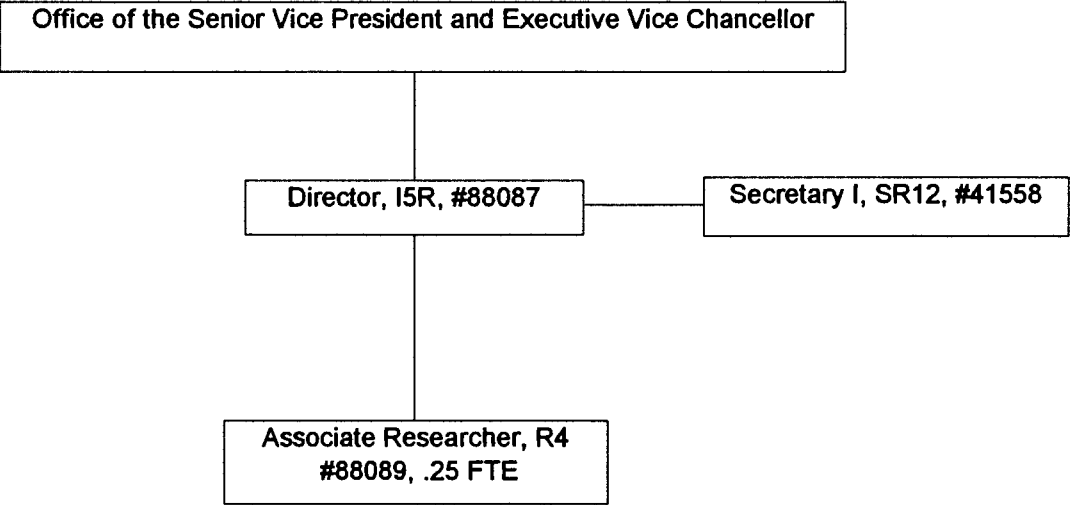 Office of the Senior Vice President and Executive Vice Chancellor
Director, I5R, #88087
Secretary I, SR12, #41558
Associate Researcher, R4
#88089, .25 FTE